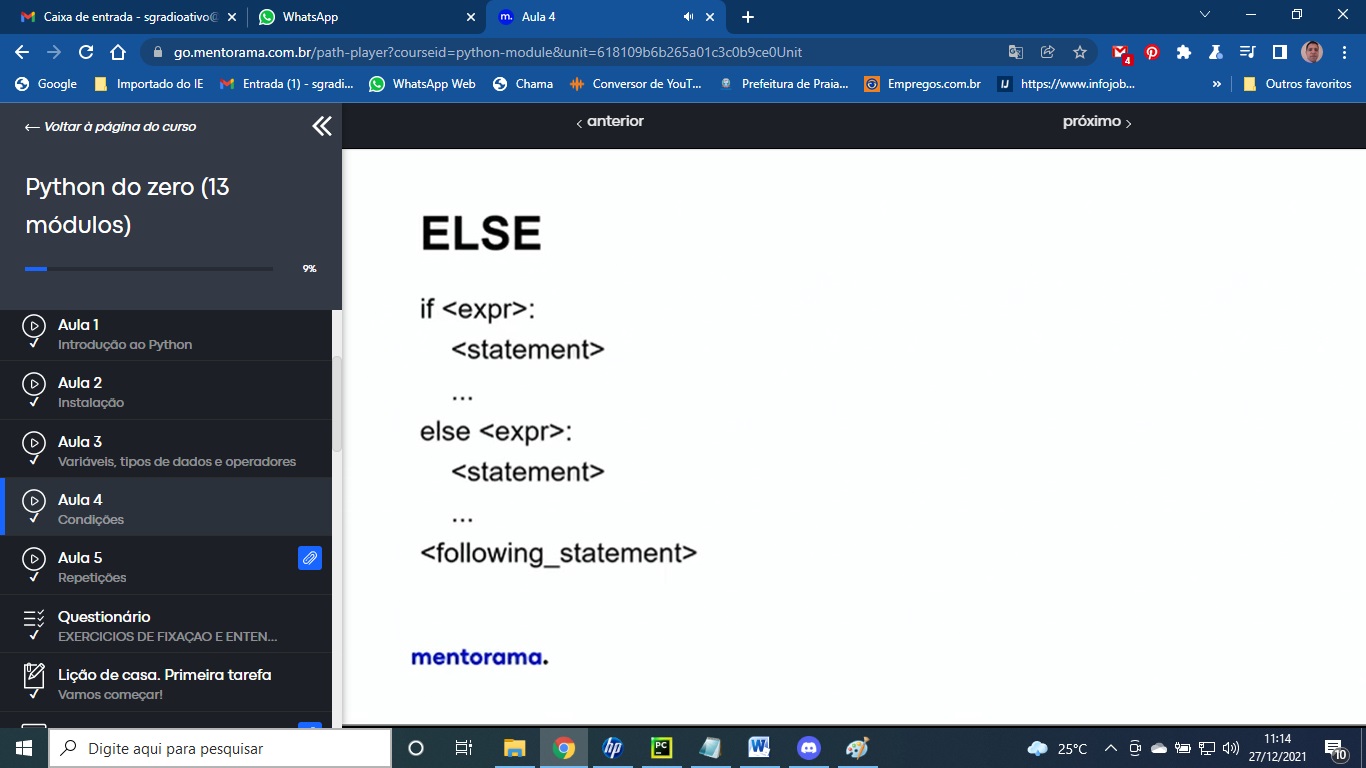 Caixa de entrada - sgradioativo@
WhatsApp
Aula 4
go.mentorama.com.br/path-player?courseid=python-module&unit=618109b6b265a01c3c0b9ce0Unit
4
Google
Importado do IE
Entrada (1) - sgradi...
WhatsApp Web
Chama
Conversor de YouT...
Prefeitura de Praia...
Empregos.com.br
https://www.infojob...
»
Outros favoritos
← Voltar à página do curso
‹ anterior
próximo ›
Python do zero (13
módulos)
9%
Aula 1
Introdução ao Python
Aula 2
Instalação
Aula 3
Variáveis, tipos de dados e operadores
Aula 4
Condições
Aula 5
Repetições
Questionário
EXERCICIOS DE FIXAÇAO E ENTEN...
Lição de casa. Primeira tarefa
Vamos começar!
ELSE
if <expr>:
<statement>
...
else <expr>:
<statement>
...
<following_statement>
mentorama.
Digite aqui para pesquisar
25°C
11:14
27/12/2021
10